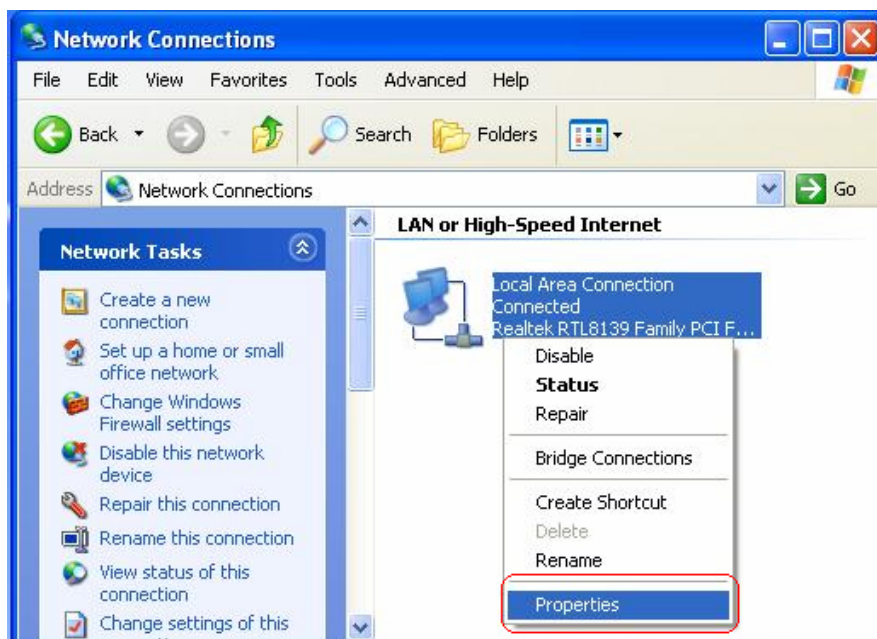 Network Connections
File Edit View Favorites Tools Advanced Help
Back Search Folders
Address Network Connections Go
Network Tasks
Create a new
connection
Set up a home or small
office network
Change Windows
Firewall settings
Disable this network
device
Repair this connection
Rename this connection
View status of this
connection
Change settings of this
LAN or High-Speed Internet
Local Area Connection
Connected
Realtek RTL8139 Family PCI F...
Disable
Status
Repair
Bridge Connections
Create Shortcut
Delete
Rename
Properties